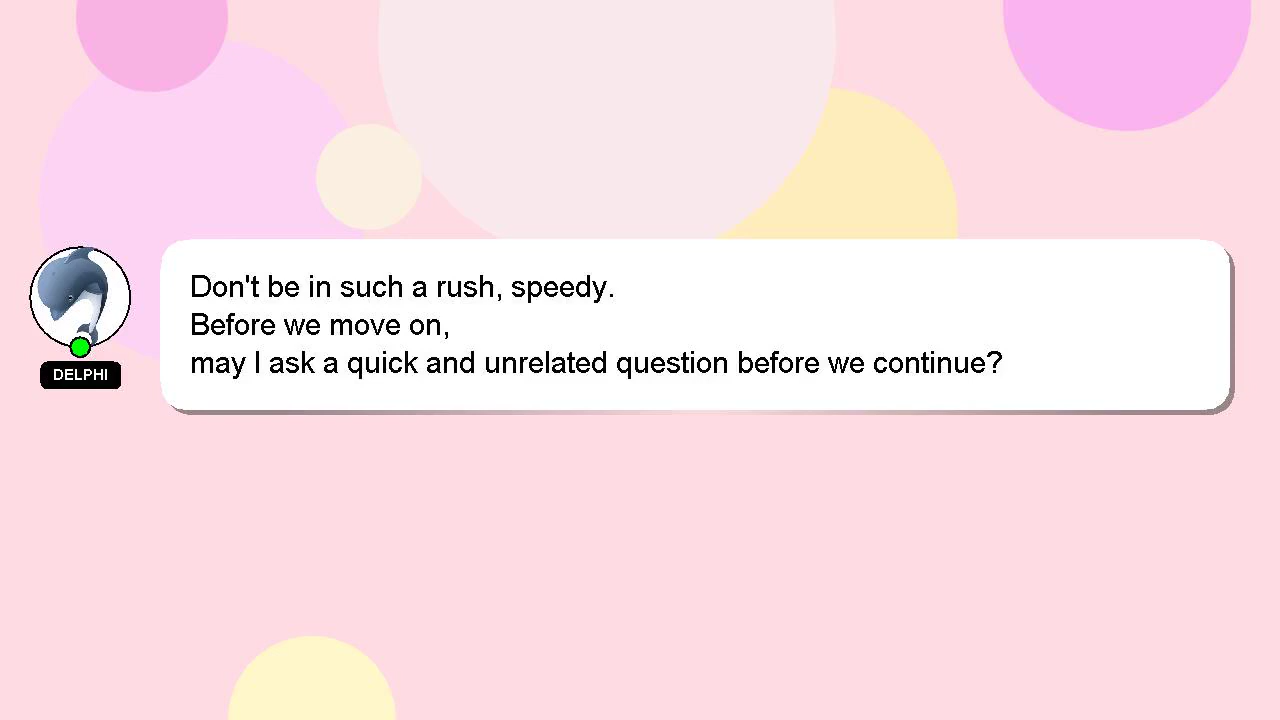 Don't be in such a rush, speedy.
Before we move on,
may I ask a quick and unrelated question before we continue?
DELPHI